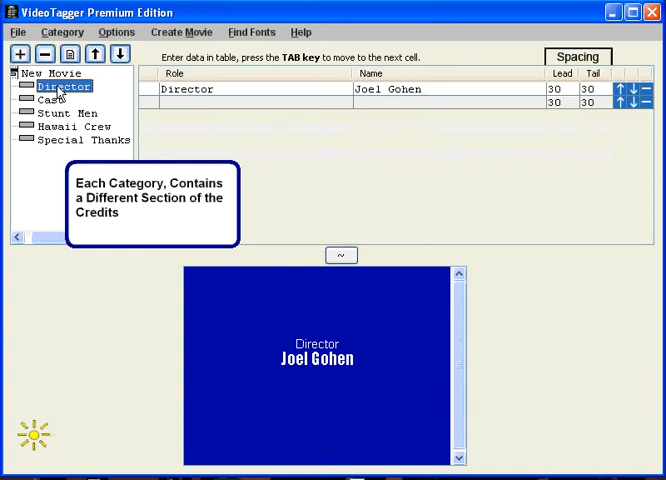 VideoTagger Premium Edition
File Category Options Create Movie Find Fonts Help
Enter data in table, press the TAB key to move to the next cell.
Spacing
Role Name Lead Tail
New Movie
Director
Cast
Stunt Men
Hawaii Crew
Special Thanks
Director Joel Gohen 30 30
30 30
Each Category, Contains
a Different Section of the
Credits
~
Director
Joel Gohen